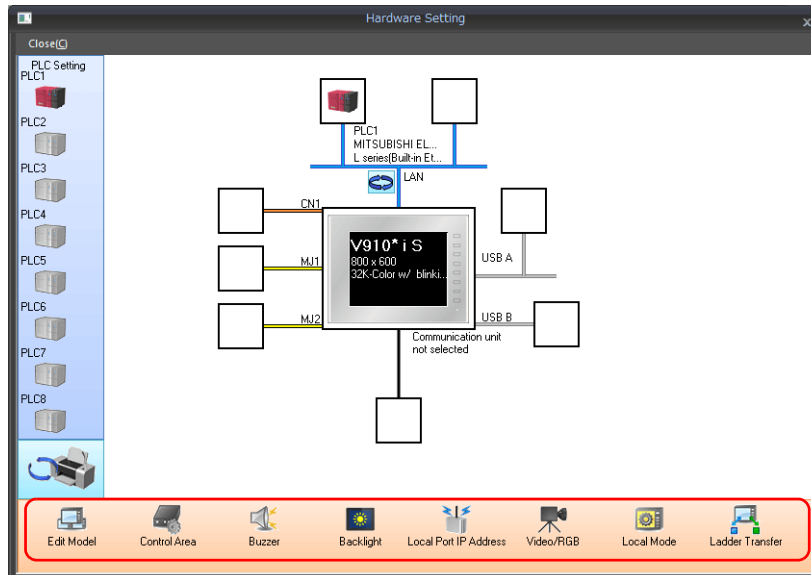 Hardware Setting
x
Close(C)
PLC Setting
PLC1
PLC2
PLC3
PLC4
PLC5
PLC6
PLC7
PLC8
PLC1
MITSUBISHI EL...
L series(Built-in Et...
LAN
CN1
MJ1
MJ2
V910* i S
800 x 600
32K-Color w/ blinki...
USB A
USB B
Communication unit
not selected
Edit Model
Control Area
Buzzer
Backlight
Local Port IP Address
Video/RGB
Local Mode
Ladder Transfer